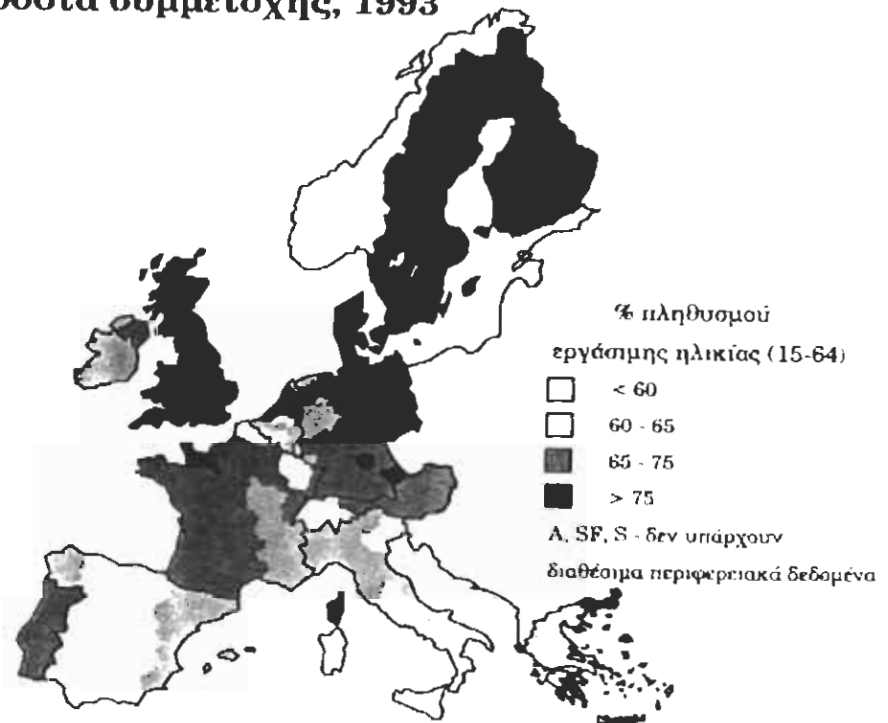 συμμετοχής, 1993
% πληθυσμού
εργάσιμης ηλικίας (15-64)
< 60
60 - 65
65 - 75
> 75
A, SF, S - δεν υπάρχουν
διαθέσιμα περιφερειακά δεδομένα